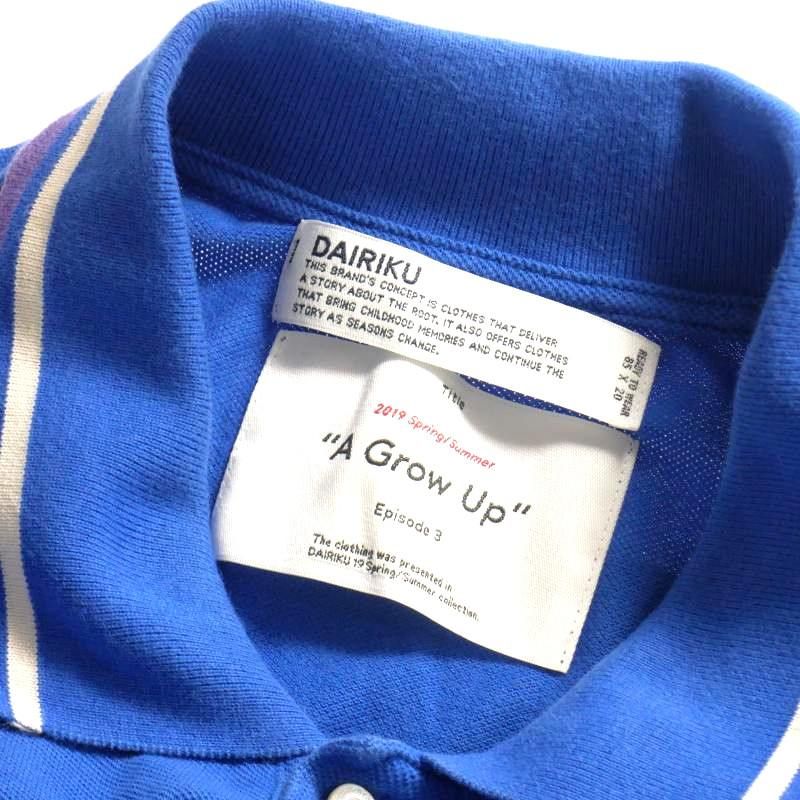 DAIRIKU
THIS BRAND'S CONCEPT IS CLOTHES THAT DELIVER
A STORY ABOUT THE ROOT. IT ALSO OFFERS CLOTHES
THAT BRING CHILDHOOD MEMORIES AND CONTINUE THE
STORY AS SEASONS CHANGE.
READY TO WEAR
85 X 20
Title
2019 Spring/Summer
"A Grow Up"
Episode 3
The clothing was presented in
DAIRIKU 19 Spring/Summer collection.